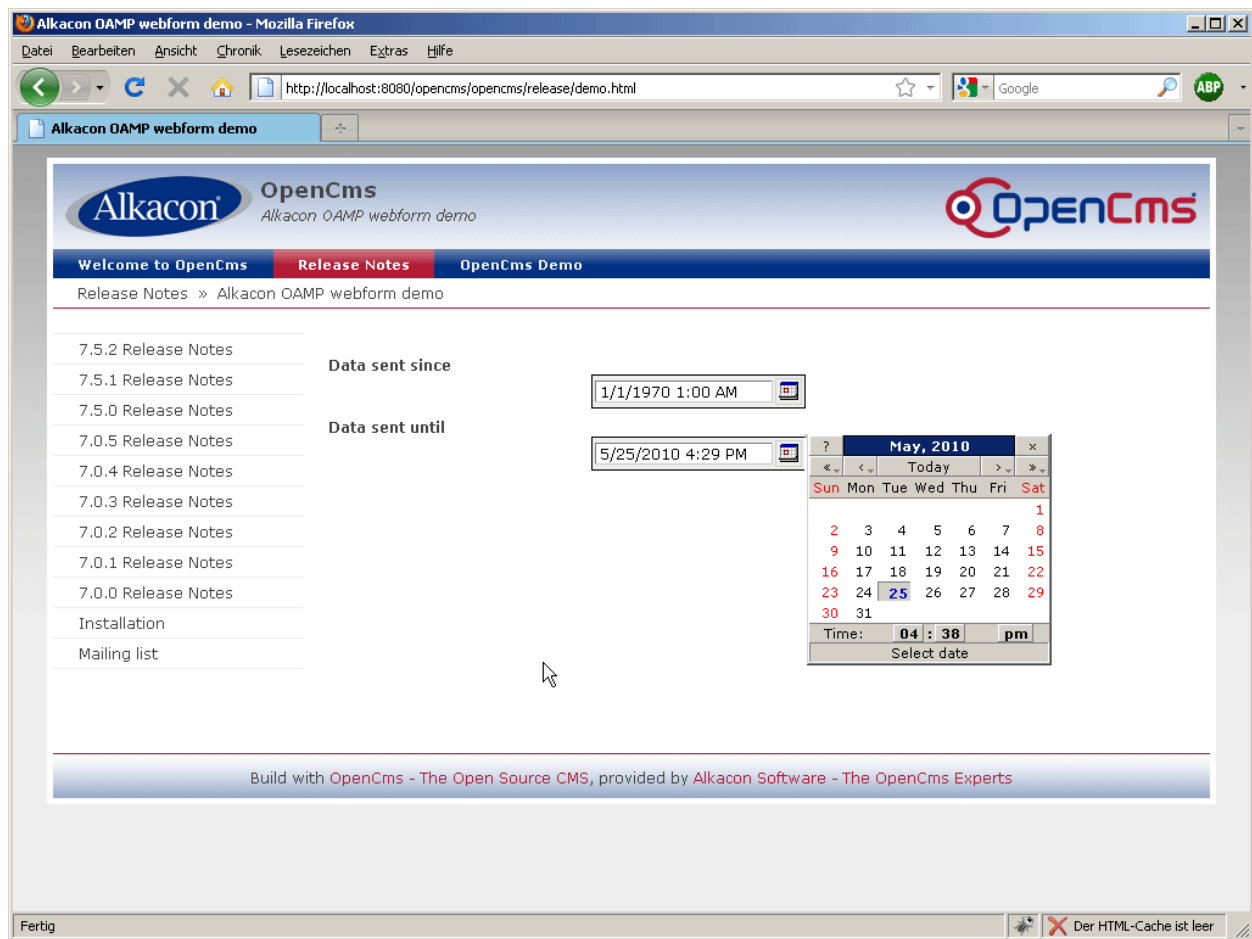 Alkacon OAMP webform demo - Mozilla Firefox
Datei Bearbeiten Ansicht Chronik Lesezeichen Extras Hilfe
http://localhost:8080/opencms/opencms/release/demo.html
Google
ABP
Alkacon OAMP webform demo
Alkacon
OpenCms
Alkacon OAMP webform demo
OpenCms
Welcome to OpenCms Release Notes OpenCms Demo
Release Notes » Alkacon OAMP webform demo
7.5.2 Release Notes
7.5.1 Release Notes
7.5.0 Release Notes
7.0.5 Release Notes
7.0.4 Release Notes
7.0.3 Release Notes
7.0.2 Release Notes
7.0.1 Release Notes
7.0.0 Release Notes
Installation
Mailing list
Data sent since
1/1/1970 1:00 AM
Data sent until
5/25/2010 4:29 PM
? May, 2010 ×
« ‹ Today › »
Sun Mon Tue Wed Thu Fri Sat
1
2 3 4 5 6 7 8
9 10 11 12 13 14 15
16 17 18 19 20 21 22
23 24 25 26 27 28 29
30 31
Time: 04 : 38 pm
Select date
Build with OpenCms - The Open Source CMS, provided by Alkacon Software - The OpenCms Experts
Fertig
Der HTML-Cache ist leer